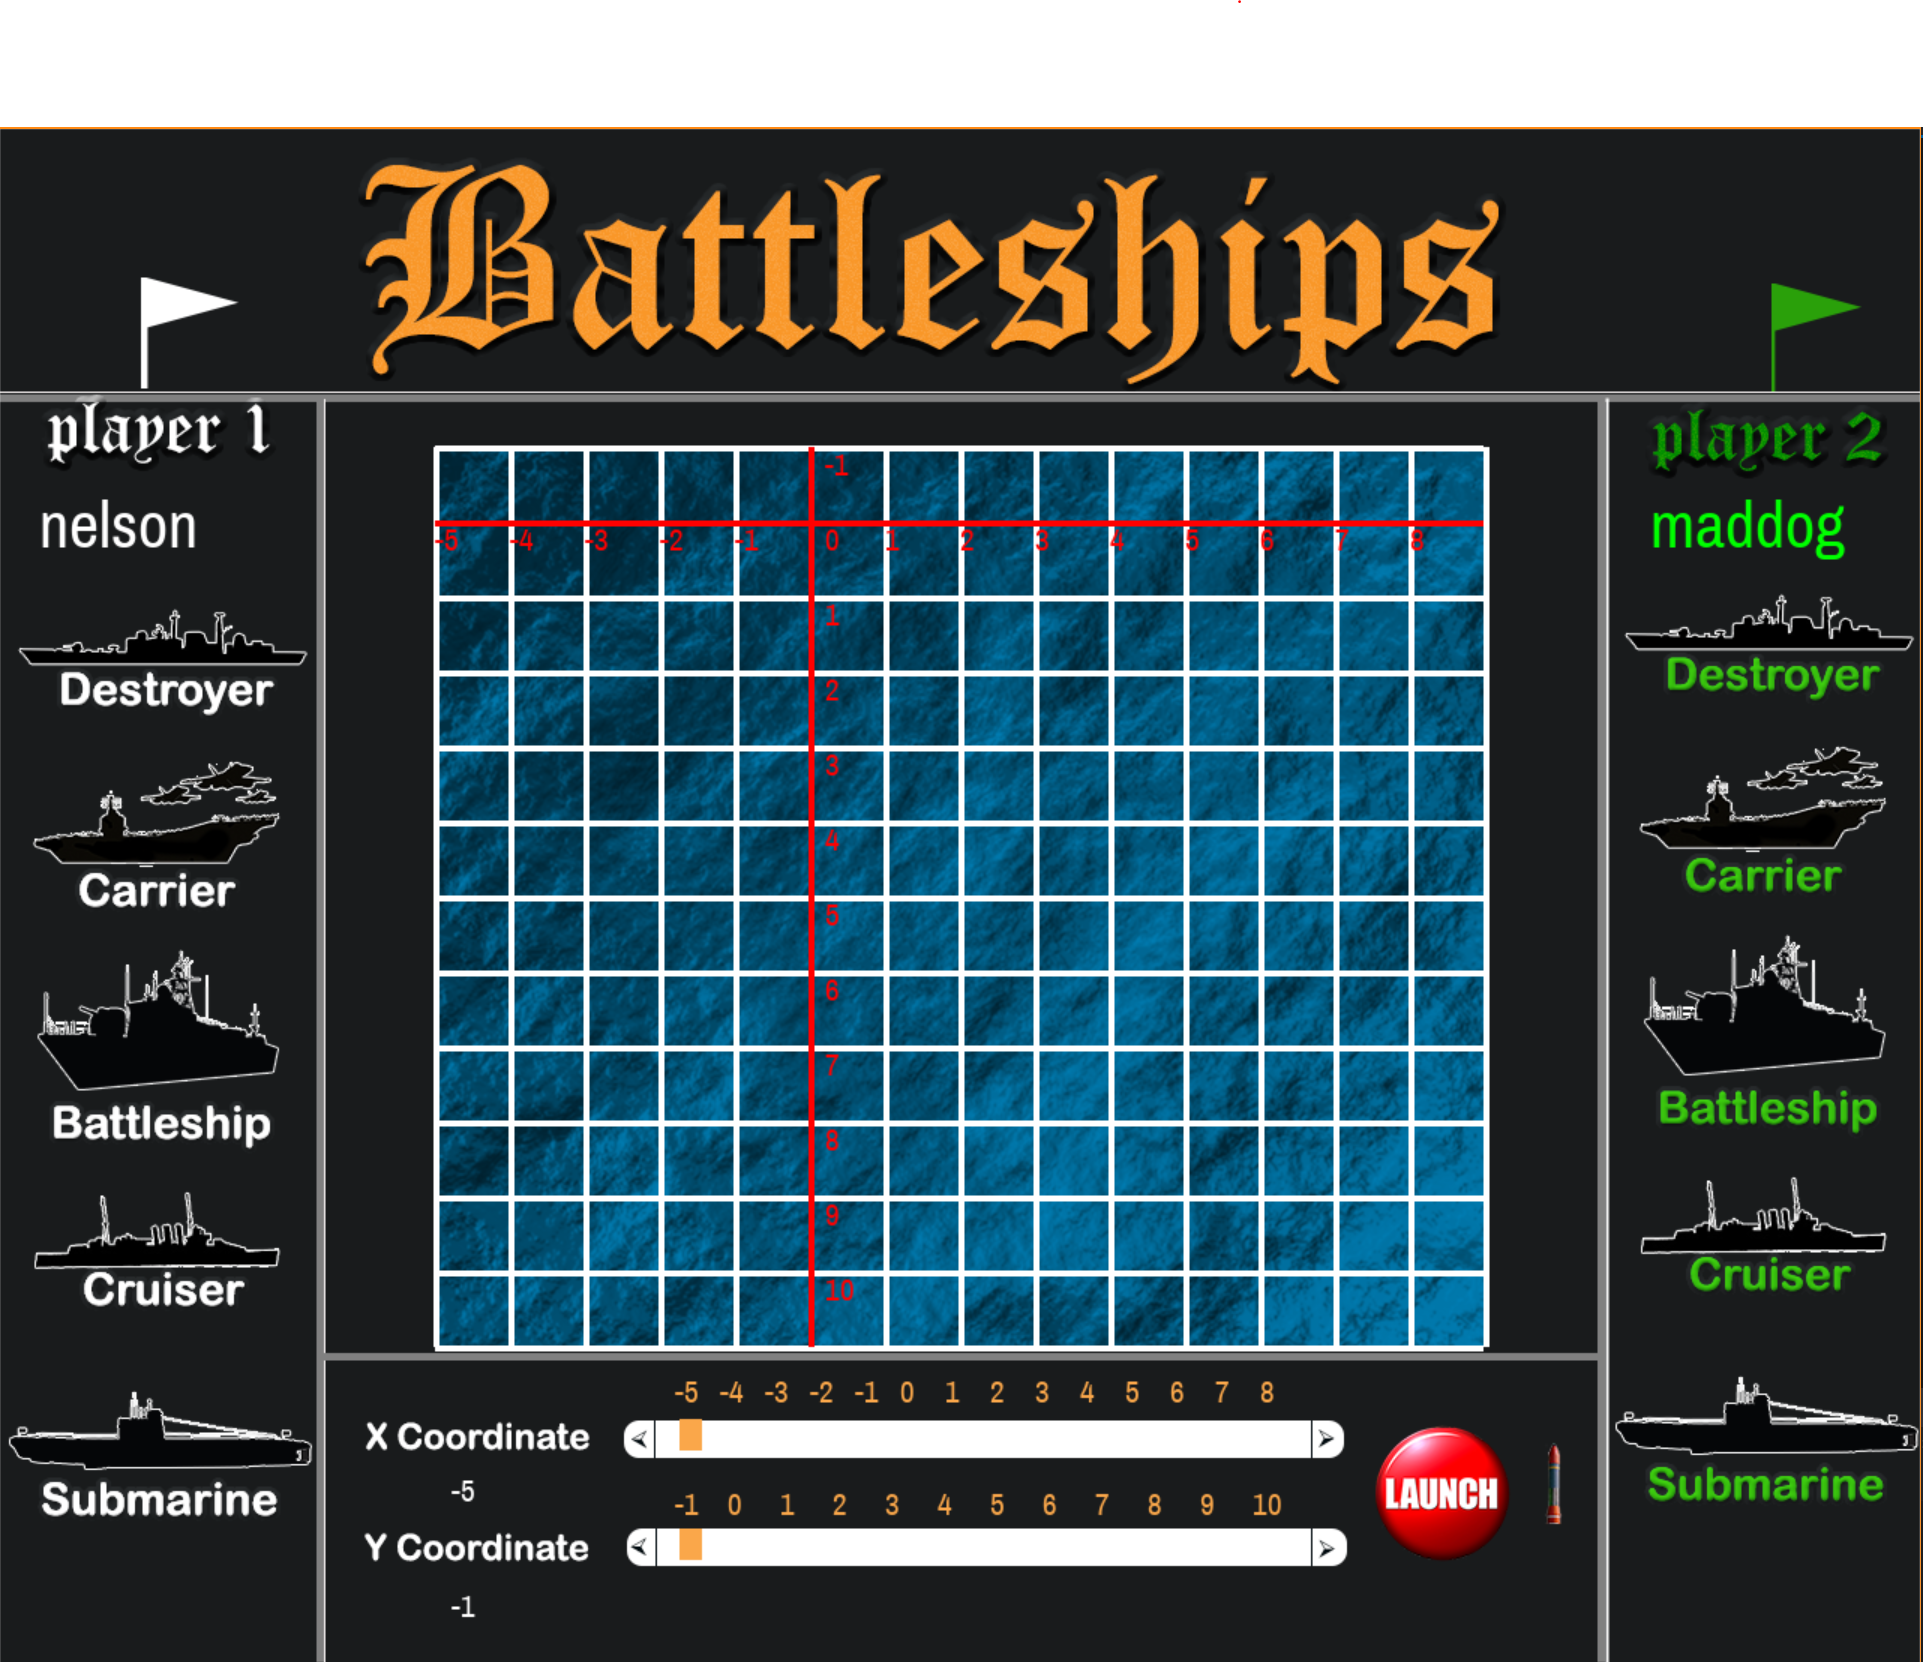 Battleships
player 1
nelson
Destroyer
Carrier
Battleship
Cruiser
Submarine
-1
-5 -4 -3 -2 -1 0 1 2 3 4 5 6 7 8
1
2
3
4
5
6
7
8
9
10
-5 -4 -3 -2 -1 0 1 2 3 4 5 6 7 8
X Coordinate
-5
-1 0 1 2 3 4 5 6 7 8 9 10
Y Coordinate
-1
LAUNCH
player 2
maddog
Destroyer
Carrier
Battleship
Cruiser
Submarine